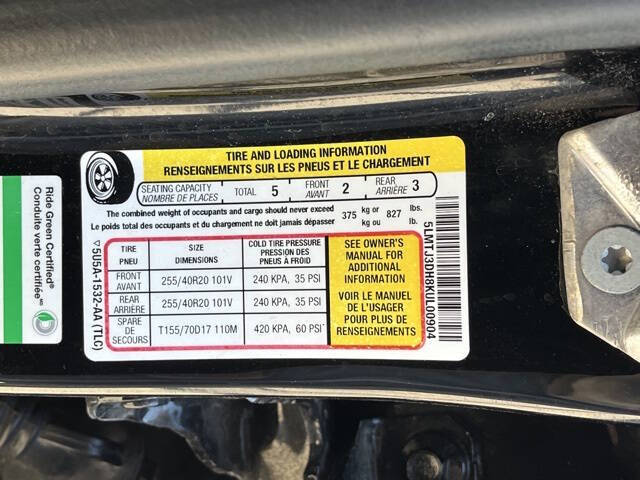 TIRE AND LOADING INFORMATION
RENSEIGNEMENTS SUR LES PNEUS ET LE CHARGEMENT
SEATING CAPACITY
NOMBRE DE PLACES
TOTAL 5
FRONT
AVANT 2
REAR
ARRIÈRE 3
The combined weight of occupants and cargo should never exceed
Le poids total des occupants et du chargement ne doit jamais dépasser
375 kg or 827 lbs.
kg ou lb.
TIRE
PNEU
SIZE
DIMENSIONS
COLD TIRE PRESSURE
PRESSION DES
PNEUS À FROID
FRONT
AVANT
255/40R20 101V
240 KPA, 35 PSI
REAR
ARRIÈRE
255/40R20 101V
240 KPA, 35 PSI
SPARE
DE SECOURS
T155/70D17 110M
420 KPA, 60 PSI
SEE OWNER'S
MANUAL FOR
ADDITIONAL
INFORMATION
VOIR LE MANUEL
DE L'USAGER
POUR PLUS DE
RENSEIGNEMENTS
5U5A-1532-AA (TLC)
5LMTJ3DH8KUL00904
Ride Green Certified®
Conduite verte certifiée